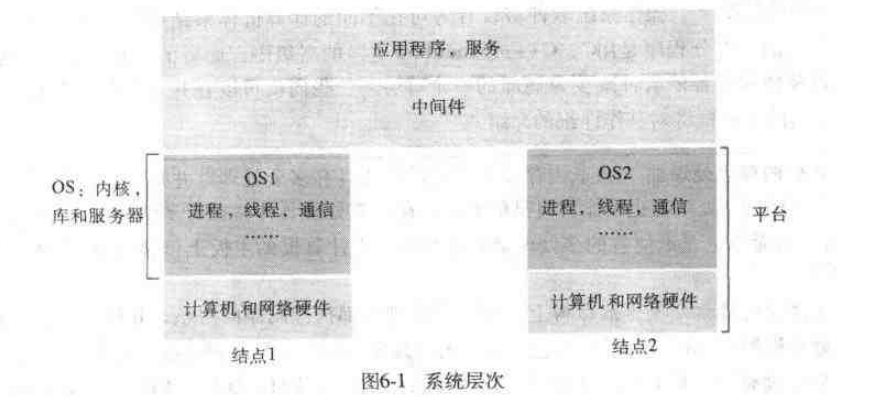 应用程序、服务
中间件
OS：内核，
库和服务器
OS1
进程，线程，通信
……
计算机和网络硬件
结点1
OS2
进程，线程，通信
……
计算机和网络硬件
结点2
平台
图6-1 系统层次